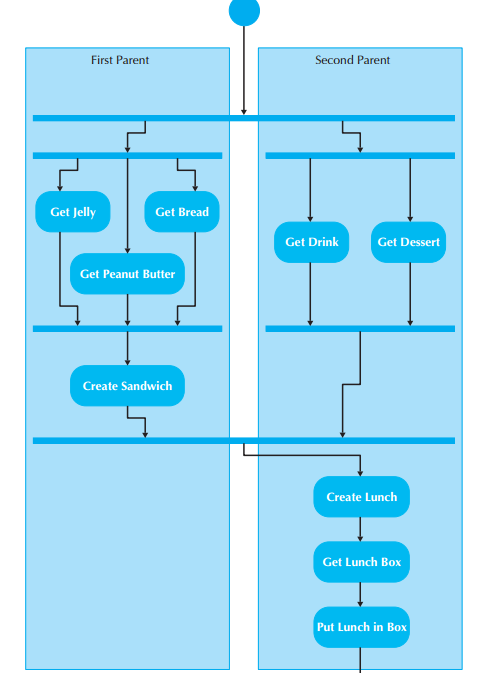 First Parent
Second Parent
Get Jelly
Get Bread
Get Drink
Get Dessert
Get Peanut Butter
Create Sandwich
Create Lunch
Get Lunch Box
Put Lunch in Box